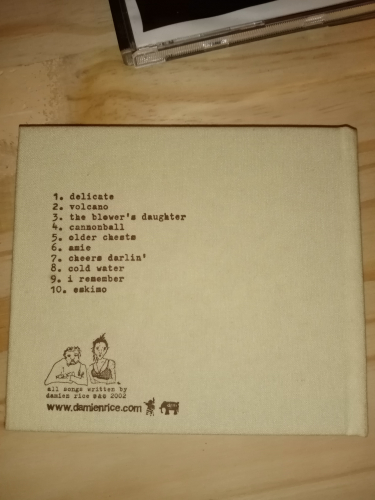 1. delicate
2. volcano
3. the blower's daughter
4. cannonball
5. older chests
6. amie
7. cheers darlin'
8. cold water
9. i remember
10. eskimo
all songs written by
damien rice ℗© 2002
www.damienrice.com